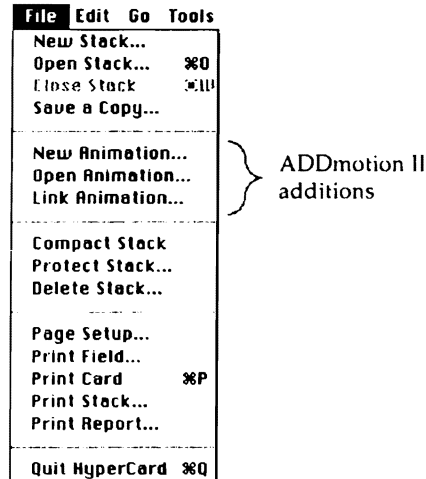 File Edit Go Tools
New Stack...
Open Stack... ⌘O
Close Stack ⌘W
Save a Copy...
New Animation...
Open Animation...
Link Animation...
ADDmotion II
additions
Compact Stack
Protect Stack...
Delete Stack...
Page Setup...
Print Field...
Print Card ⌘P
Print Stack...
Print Report...
Quit HyperCard ⌘Q